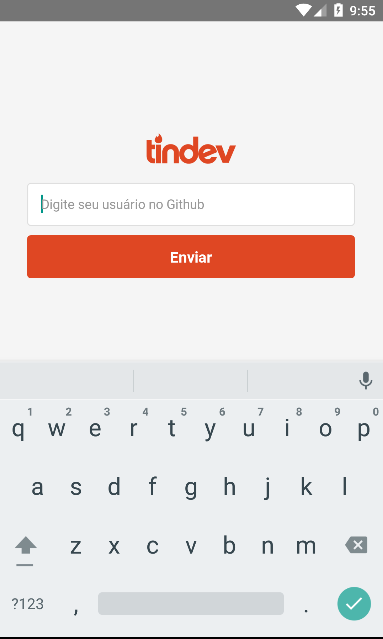 9:55
tindev
Digite seu usuário no Github
Enviar
1 2 3 4 5 6 7 8 9 0
q w e r t y u i o p
a s d f g h j k l
z x c v b n m
?123 , .